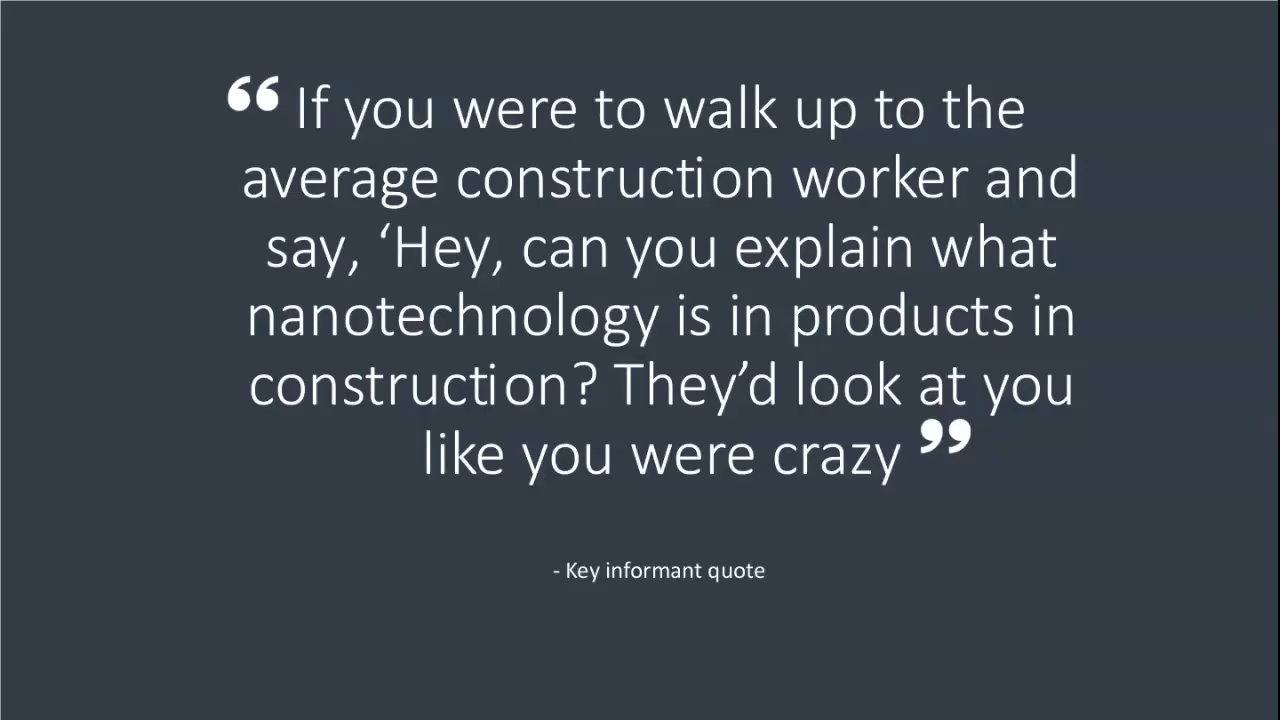 “ If you were to walk up to the
average construction worker and
say, ‘Hey, can you explain what
nanotechnology is in products in
construction? They’d look at you
like you were crazy ”
- Key informant quote